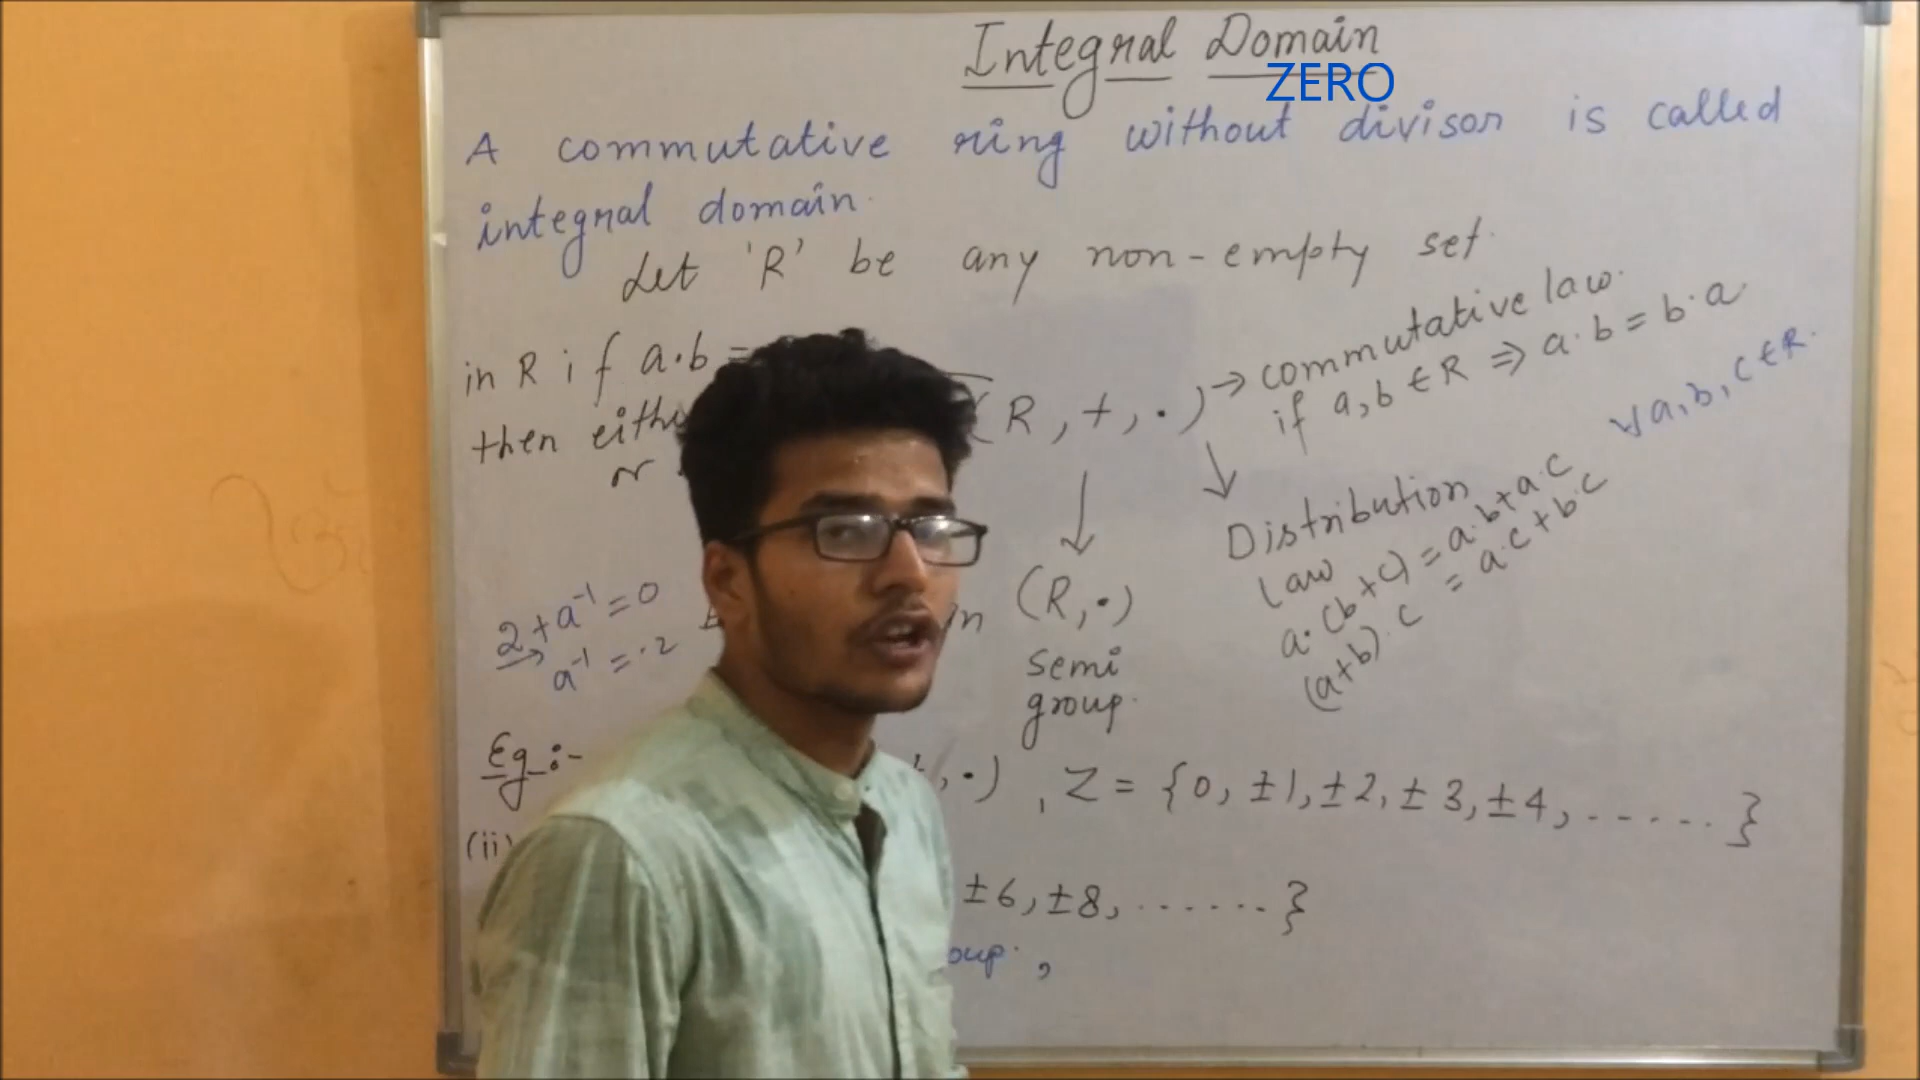 Integral Domain
ZERO
A commutative ring without divisor is called
integral domain.
Let 'R' be any non-empty set.
in R if a·b =
then
(R, +, ·) → commutative law.
if a, b ∈ R ⇒ a·b = b·a
∀ a, b, c ∈ R.
Distribution
Law
a·(b+c) = a·b+a·c
(a+b)·c = a·c+b·c
(R, ·)
semi
group.
2+a⁻¹=0
a⁻¹=-2
Eg:-
, ·) , Z = {0, ±1, ±2, ±3, ±4, ......}
(ii)
±6, ±8, ......}